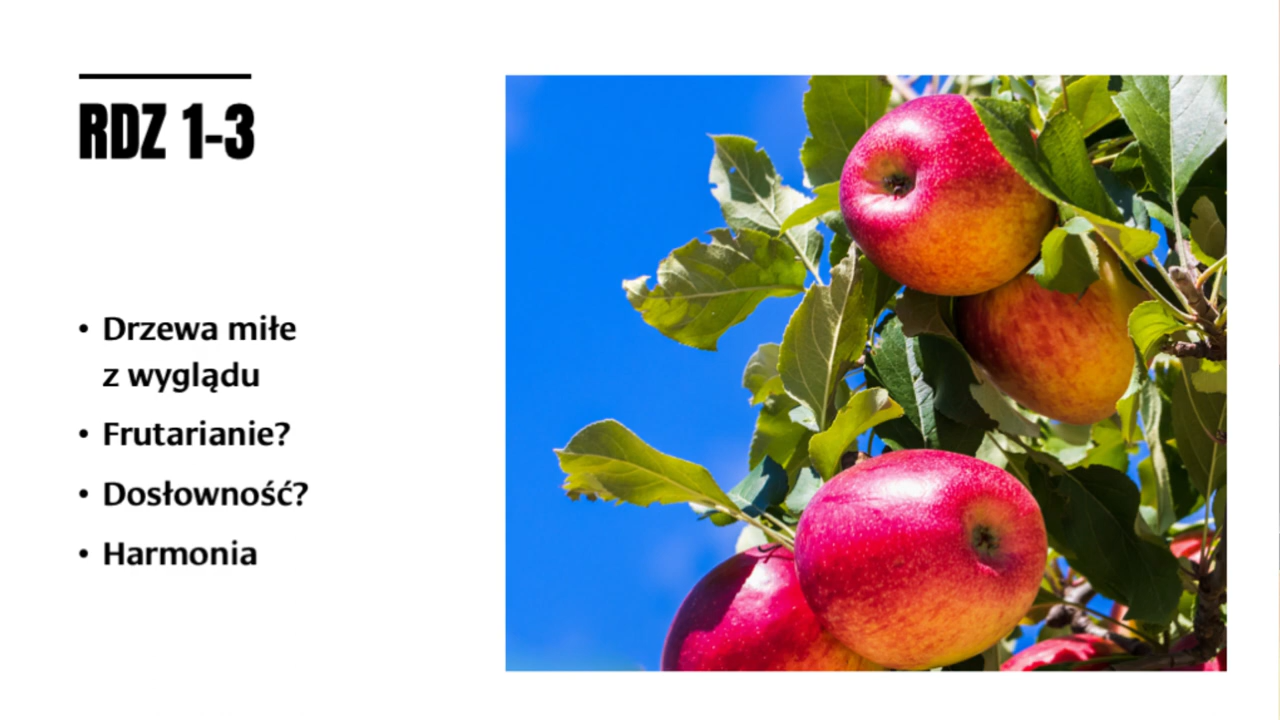 RDZ 1-3
• Drzewa miłe
z wyglądu
• Frutarianie?
• Dosłowność?
• Harmonia